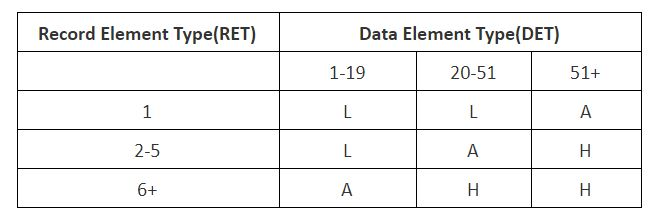 Record Element Type(RET) Data Element Type(DET)
1-19 20-51 51+
1 L L A
2-5 L A H
6+ A H H